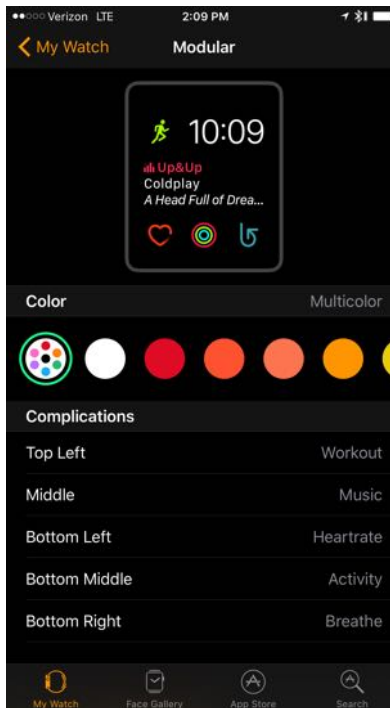 Verizon LTE 2:09 PM
My Watch Modular
10:09
Up&Up
Coldplay
A Head Full of Drea...
Color Multicolor
Complications
Top Left Workout
Middle Music
Bottom Left Heartrate
Bottom Middle Activity
Bottom Right Breathe
My Watch Face Gallery App Store Search